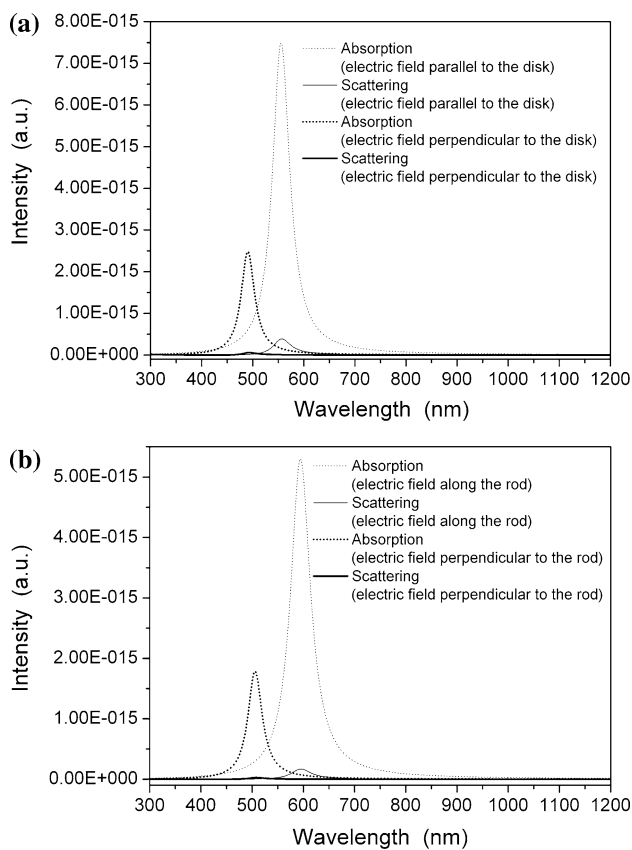 (a)
8.00E-015
7.00E-015
6.00E-015
5.00E-015
4.00E-015
3.00E-015
2.00E-015
1.00E-015
0.00E+000
Intensity (a.u.)
Absorption
(electric field parallel to the disk)
Scattering
(electric field parallel to the disk)
Absorption
(electric field perpendicular to the disk)
Scattering
(electric field perpendicular to the disk)
300 400 500 600 700 800 900 1000 1100 1200
Wavelength (nm)
(b)
5.00E-015
4.00E-015
3.00E-015
2.00E-015
1.00E-015
0.00E+000
Intensity (a.u.)
Absorption
(electric field along the rod)
Scattering
(electric field along the rod)
Absorption
(electric field perpendicular to the rod)
Scattering
(electric field perpendicular to the rod)
300 400 500 600 700 800 900 1000 1100 1200
Wavelength (nm)